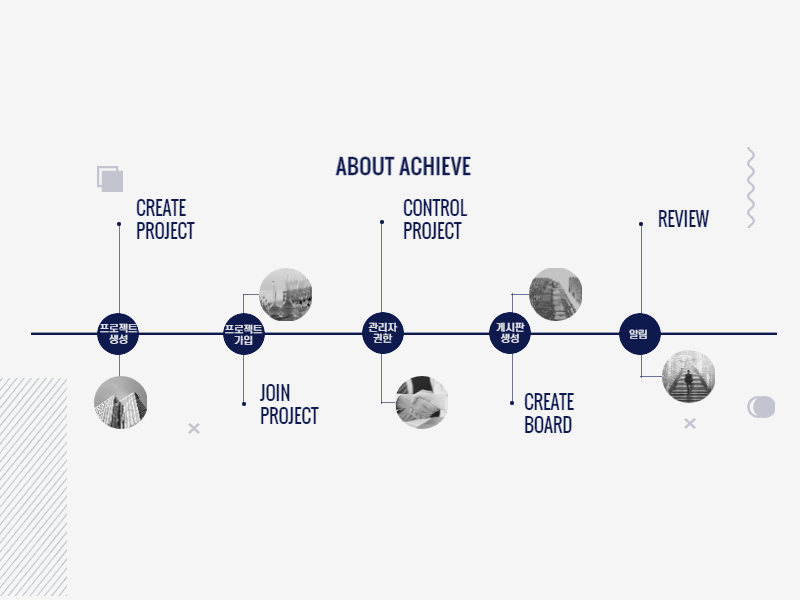 ABOUT ACHIEVE
CREATE
PROJECT
CONTROL
PROJECT
REVIEW
프로젝트
생성
프로젝트
가입
관리자
권한
게시판
생성
알림
JOIN
PROJECT
CREATE
BOARD